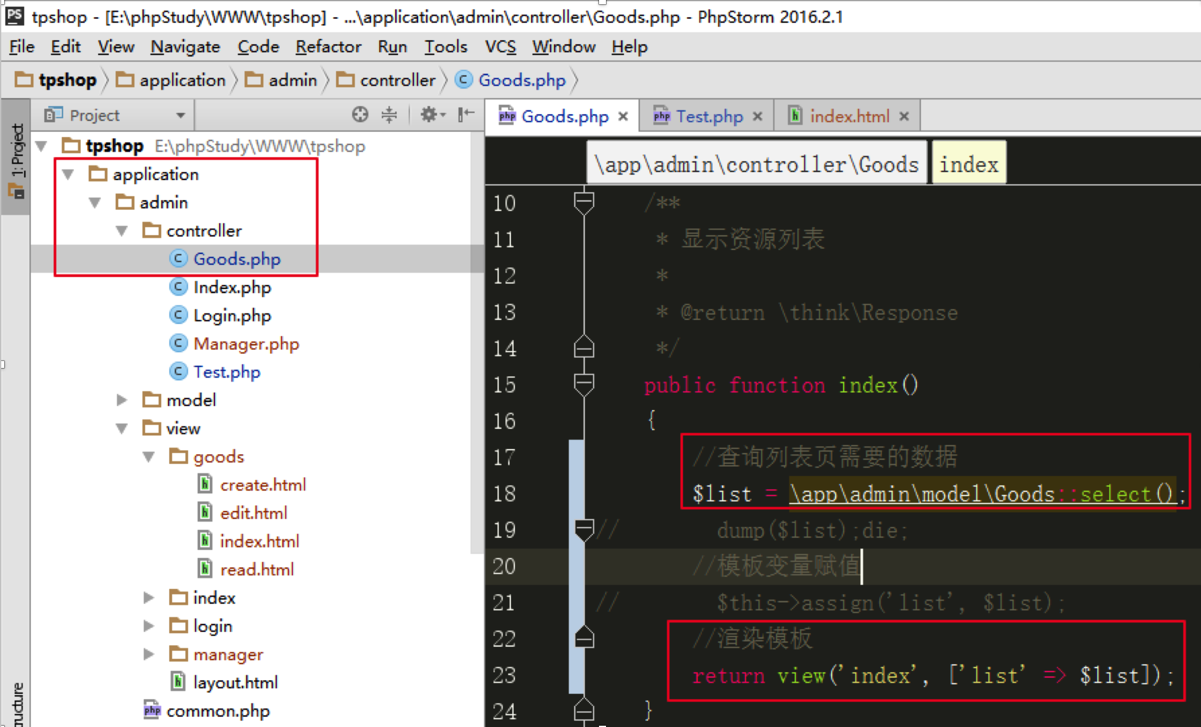 tpshop - [E:\phpStudy\WWW\tpshop] - ...\application\admin\controller\Goods.php - PhpStorm 2016.2.1
File Edit View Navigate Code Refactor Run Tools VCS Window Help
tpshop application admin controller Goods.php
1: Project
Project
Goods.php
Test.php
index.html
tpshop E:\phpStudy\WWW\tpshop
application
admin
controller
Goods.php
Index.php
Login.php
Manager.php
Test.php
model
view
goods
create.html
edit.html
index.html
read.html
index
login
manager
layout.html
common.php
\app\admin\controller\Goods index
10 /**
11 * 显示资源列表
12 *
13 * @return \think\Response
14 */
15 public function index()
16 {
17 //查询列表页需要的数据
18 $list = \app\admin\model\Goods::select();
19 // dump($list);die;
20 //模板变量赋值
21 // $this->assign('list', $list);
22 //渲染模板
23 return view('index', ['list' => $list]);
24 }